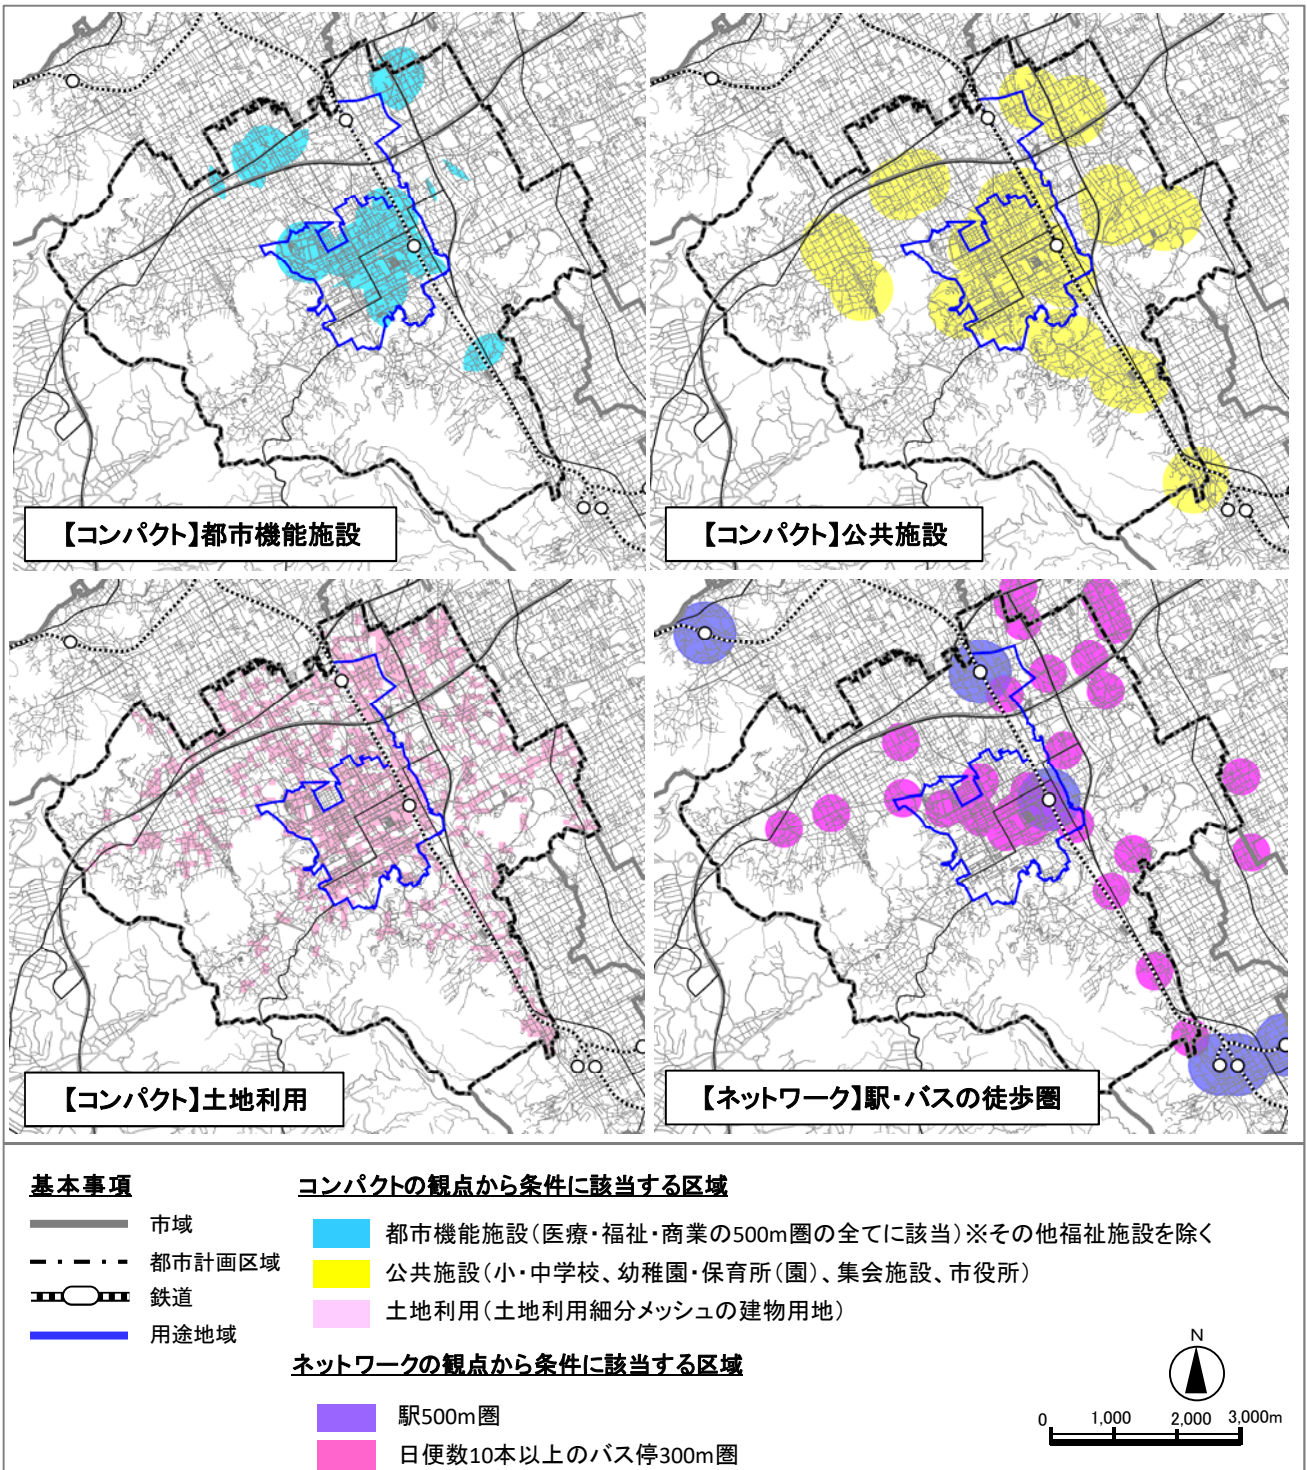 【コンパクト】都市機能施設
【コンパクト】公共施設
【コンパクト】土地利用
【ネットワーク】駅・バスの徒歩圏
基本事項
市域
都市計画区域
鉄道
用途地域
コンパクトの観点から条件に該当する区域
都市機能施設（医療・福祉・商業の500m圏の全てに該当）※その他福祉施設を除く
公共施設（小・中学校、幼稚園・保育所（園）、集会施設、市役所）
土地利用（土地利用細分メッシュの建物用地）
ネットワークの観点から条件に該当する区域
駅500m圏
日便数10本以上のバス停300m圏
N
0 1,000 2,000 3,000m